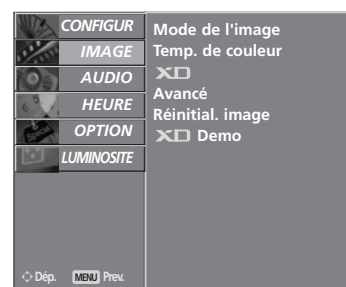 CONFIGUR
IMAGE
AUDIO
HEURE
OPTION
LUMINOSITE
Mode de l'image
Temp. de couleur
XD
Avancé
Réinitial. image
XD Demo
Dép. MENU Prev.